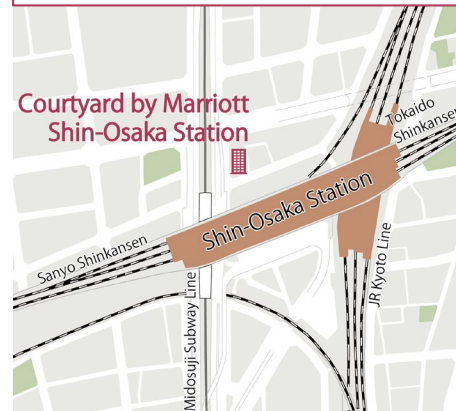 Courtyard by Marriott
Shin-Osaka Station
Tokaido
Shinkansen
Shin-Osaka Station
Sanyo Shinkansen
JR Kyoto Line
Midosuji Subway Line